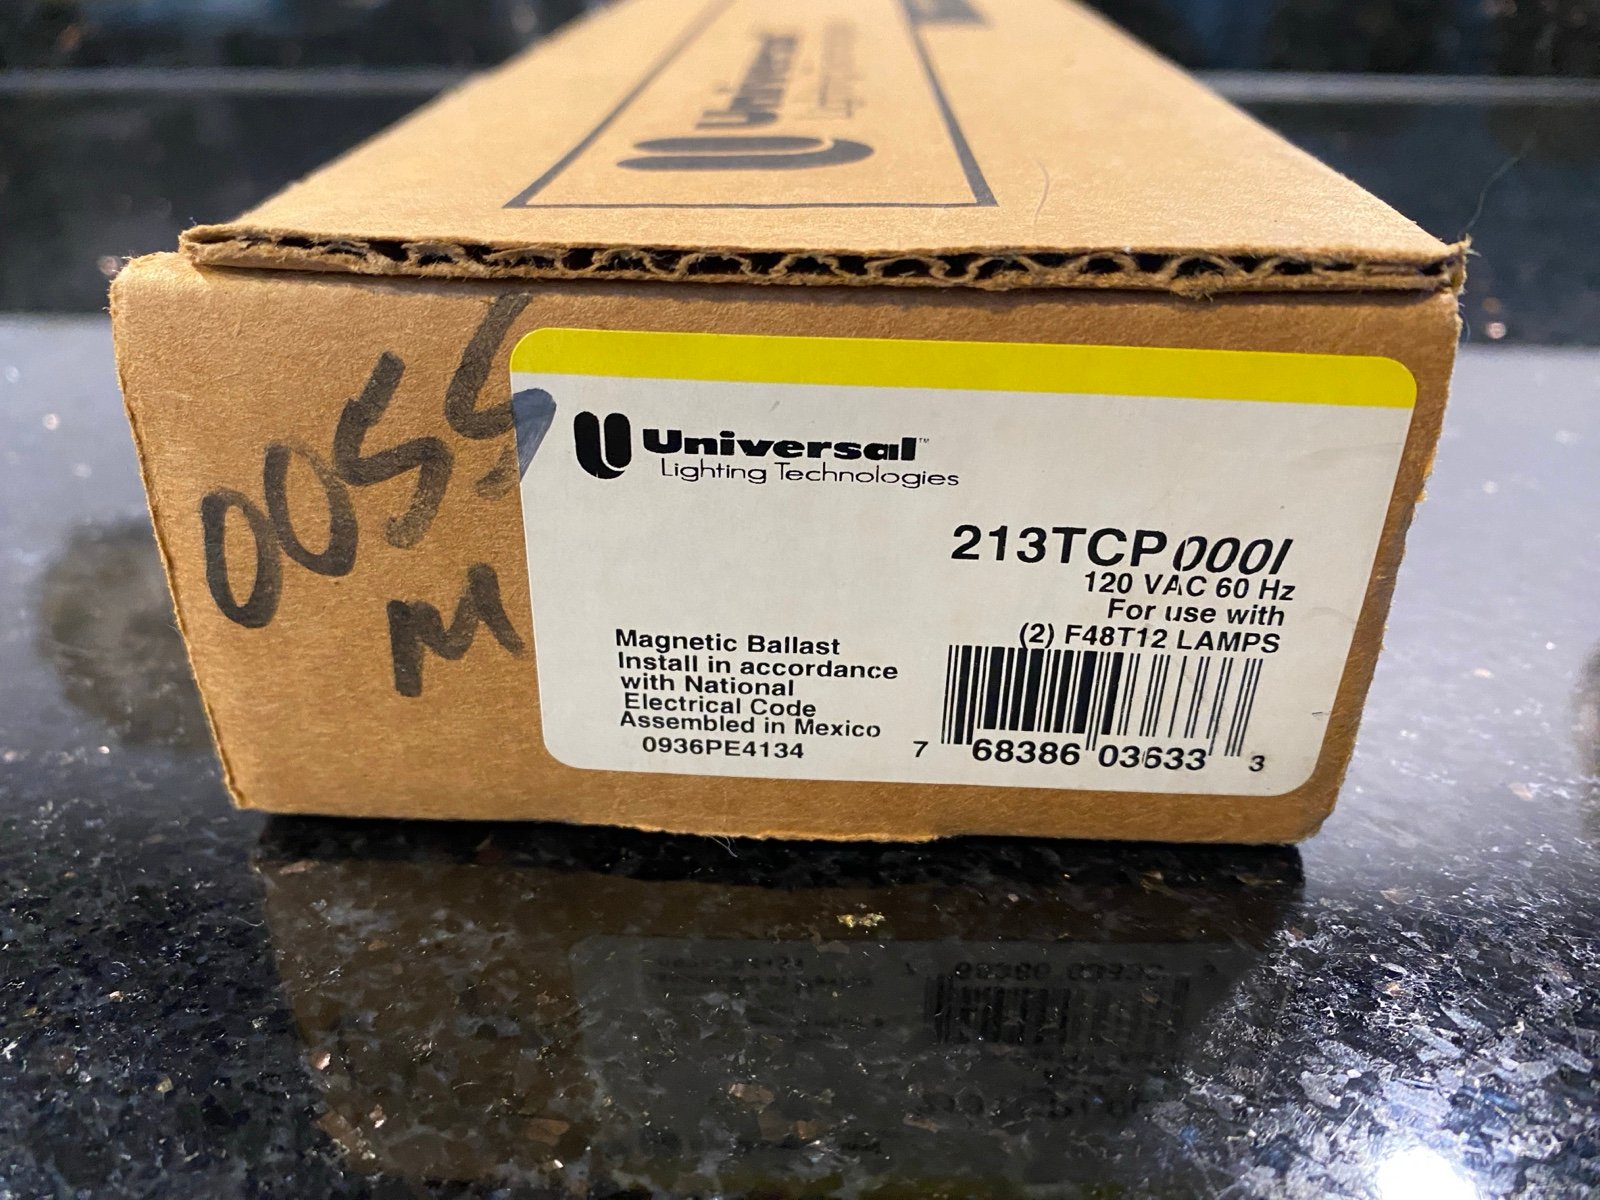 Universal
Universal™
Lighting Technologies
213TCP000I
120 VAC 60 Hz
For use with
(2) F48T12 LAMPS
Magnetic Ballast
Install in accordance
with National
Electrical Code
Assembled in Mexico
0936PE4134
7 68386 03633 3
M